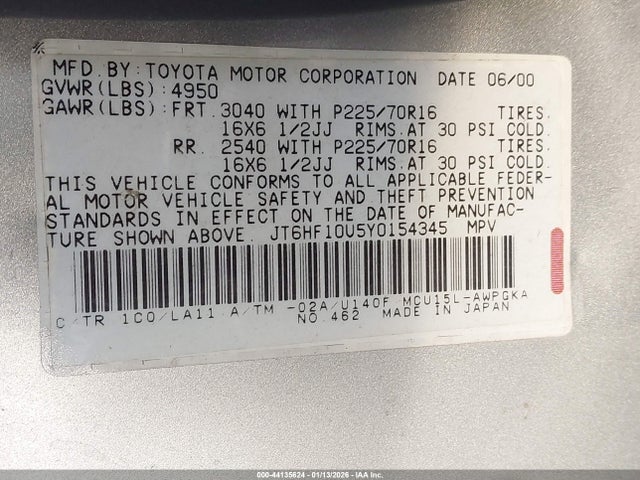 MFD. BY: TOYOTA MOTOR CORPORATION DATE 06/00
GVWR(LBS): 4950
GAWR(LBS): FRT. 3040 WITH P225/70R16 TIRES.
16X6 1/2JJ RIMS. AT 30 PSI COLD.
RR. 2540 WITH P225/70R16 TIRES.
16X6 1/2JJ RIMS. AT 30 PSI COLD.
THIS VEHICLE CONFORMS TO ALL APPLICABLE FEDER-
AL MOTOR VEHICLE SAFETY AND THEFT PREVENTION
STANDARDS IN EFFECT ON THE DATE OF MANUFAC-
TURE SHOWN ABOVE. JT6HF10U5Y0154345 MPV
C/TR 1C0/LA11 A/TM -02A/U140F MCU15L-AWPGKA
NO.462 MADE IN JAPAN
000-44135624 | 01/13/2026 | IAA Inc.